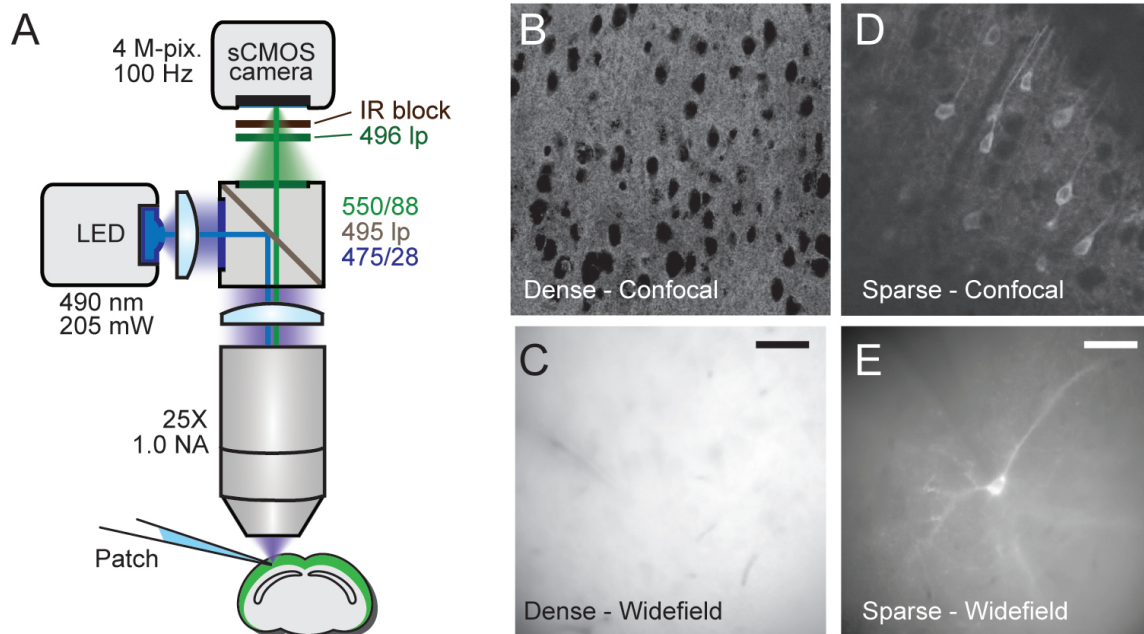 A
4 M-pix.
100 Hz
sCMOS
camera
IR block
496 lp
LED
490 nm
205 mW
550/88
495 lp
475/28
25X
1.0 NA
Patch
B
Dense - Confocal
C
Dense - Widefield
D
Sparse - Confocal
E
Sparse - Widefield